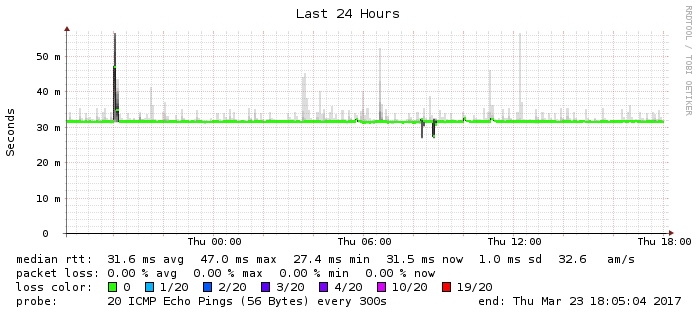 Last 24 Hours
RRDTOOL / TOBI OETIKER
Seconds
50 m
40 m
30 m
20 m
10 m
0
Thu 00:00 Thu 06:00 Thu 12:00 Thu 18:00
median rtt: 31.6 ms avg 47.0 ms max 27.4 ms min 31.5 ms now 1.0 ms sd 32.6 am/s
packet loss: 0.00 % avg 0.00 % max 0.00 % min 0.00 % now
loss color: 0 1/20 2/20 3/20 4/20 10/20 19/20
probe: 20 ICMP Echo Pings (56 Bytes) every 300s end: Thu Mar 23 18:05:04 2017